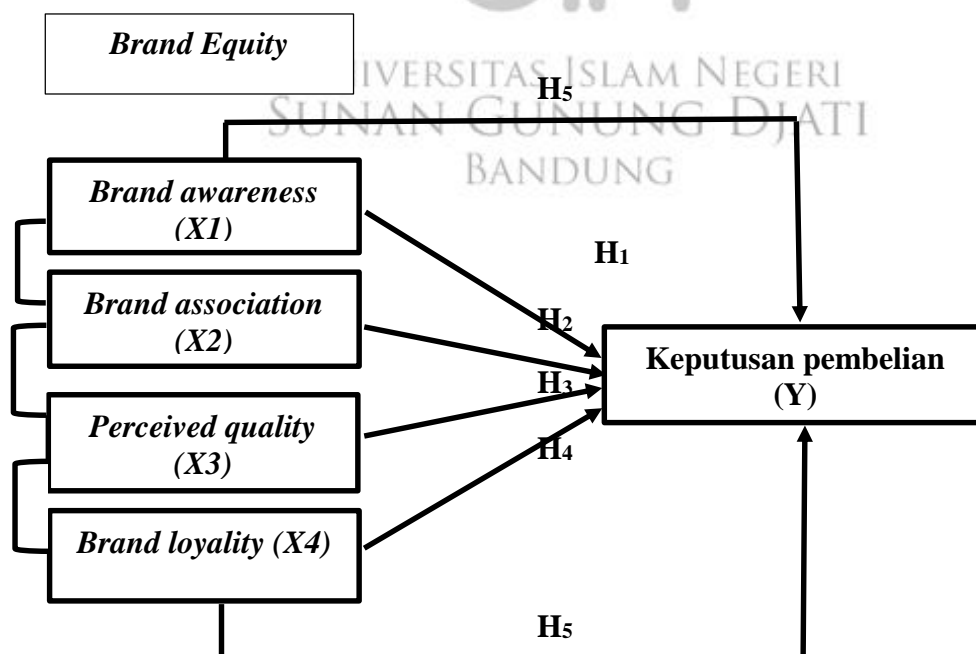 Brand Equity
UNIVERSITAS ISLAM NEGERI
SUNAN GUNUNG DJATI
BANDUNG
H5
Brand awareness
(X1)
H1
Brand association
(X2)
H2
Keputusan pembelian
(Y)
H3
Perceived quality
(X3)
H4
Brand loyality (X4)
H5